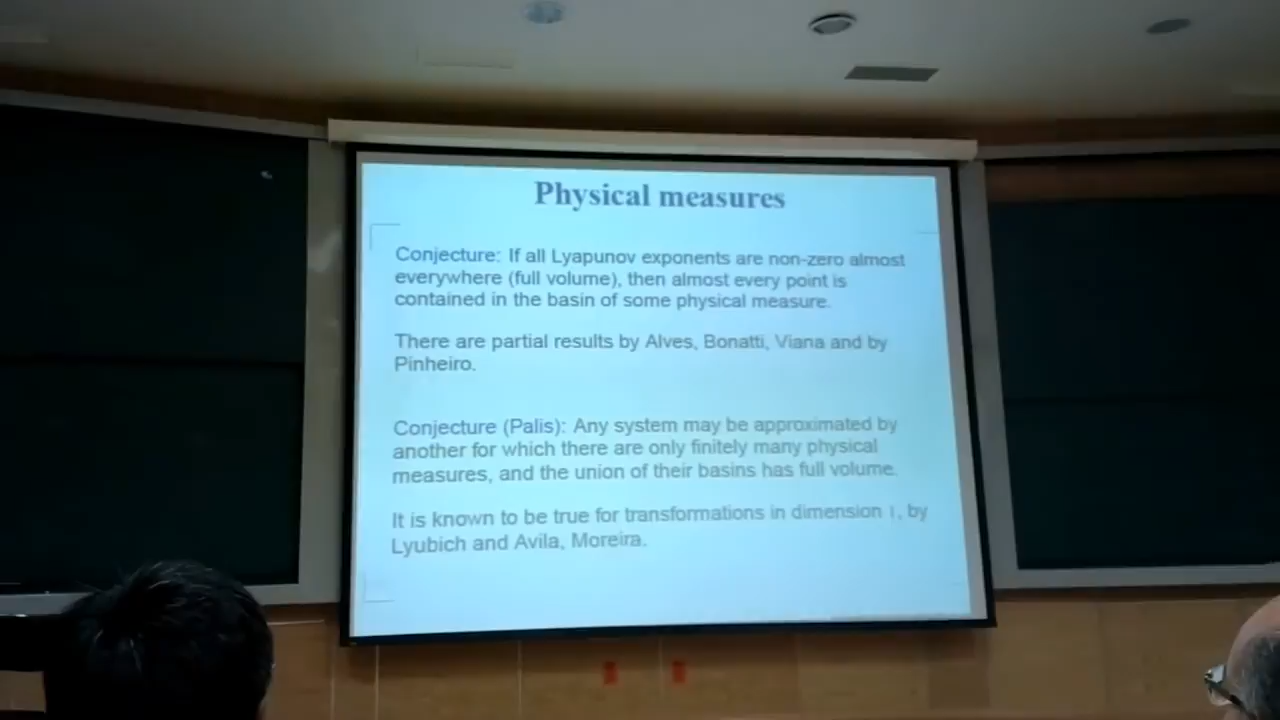 Physical measures
Conjecture: If all Lyapunov exponents are non-zero almost
everywhere (full volume), then almost every point is
contained in the basin of some physical measure.
There are partial results by Alves, Bonatti, Viana and by
Pinheiro.
Conjecture (Palis): Any system may be approximated by
another for which there are only finitely many physical
measures, and the union of their basins has full volume.
It is known to be true for transformations in dimension 1, by
Lyubich and Avila, Moreira.